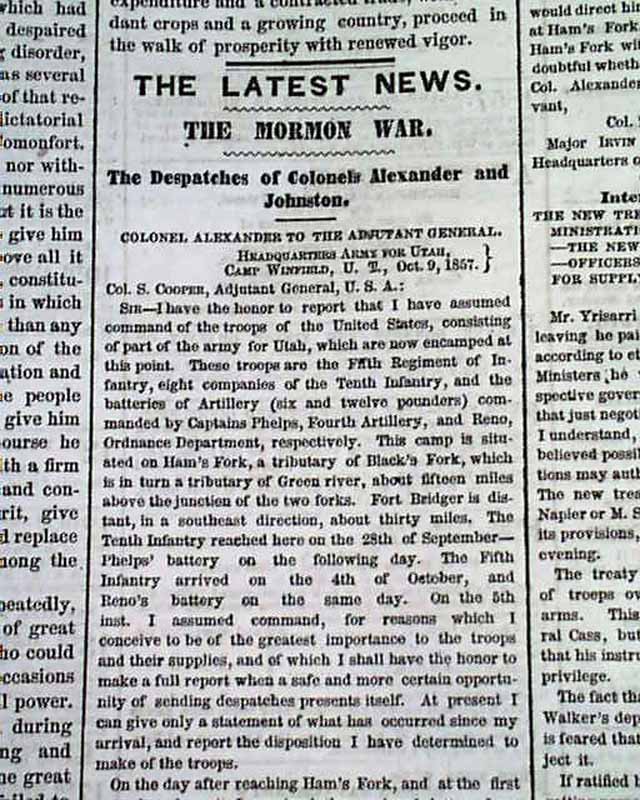 which had
despaired
disorder,
as several
of that re-
dictatorial
omonfort.
nor with-
numerous
it is the
give him
ove all it
constitu-
in which
than any
on of the
ation and
people
give him
ourse he
th a firm
and con-
rit, give
replace
nong the
peatedly,
of great
ho could
ccasions
l power.
during
ng and
he great
dant crops and a growing country, proceed in
the walk of prosperity with renewed vigor.
THE LATEST NEWS.
THE MORMON WAR.
The Despatches of Colonels Alexander and
Johnston.
COLONEL ALEXANDER TO THE ADJUTANT GENERAL.
HEADQUARTERS ARMY FOR UTAH,
CAMP WINFIELD, U. T., Oct. 9, 1857.
Col. S. COOPER, Adjutant General, U. S. A.:
SIR—I have the honor to report that I have assumed
command of the troops of the United States, consisting
of part of the army for Utah, which are now encamped at
this point. These troops are the Fifth Regiment of In-
fantry, eight companies of the Tenth Infantry, and the
batteries of Artillery (six and twelve pounders) com-
manded by Captains Phelps, Fourth Artillery, and Reno,
Ordnance Department, respectively. This camp is situ-
ated on Ham's Fork, a tributary of Black's Fork, which
is in turn a tributary of Green river, about fifteen miles
above the junction of the two forks. Fort Bridger is dis-
tant, in a southeast direction, about thirty miles. The
Tenth Infantry reached here on the 28th of September—
Phelps' battery on the following day. The Fifth
Infantry arrived on the 4th of October, and
Reno's battery on the same day. On the 5th
inst. I assumed command, for reasons which I
conceive to be of the greatest importance to the troops
and their supplies, and of which I shall have the honor to
make a full report when a safe and more certain opportu-
nity of sending despatches presents itself. At present I
can give only a statement of what has occurred since my
arrival, and report the disposition I have determined to
make of the troops.
On the day after reaching Ham's Fork, and at the first
would direct his
at Ham's Fork
Ham's Fork wi
doubtful wheth
Col. Alexander
vant,
Col.
Major IRVIN
Headquarters
Inter
THE NEW TRE
MINISTRATI
—THE NEW
—OFFICERS
FOR SUPPL
Mr. Yrisarri
leaving he pai
according to et
Ministers he
spective gover
that just negot
I understand,
believed possi
tions may auth
The new trea
Napier or M. S
its provisions,
evening.
The treaty
of troops ov
arms. This
ral Cass, but
that his instru
privilege.
The fact tha
Walker's dep
is feared that
ject it.
If ratified b